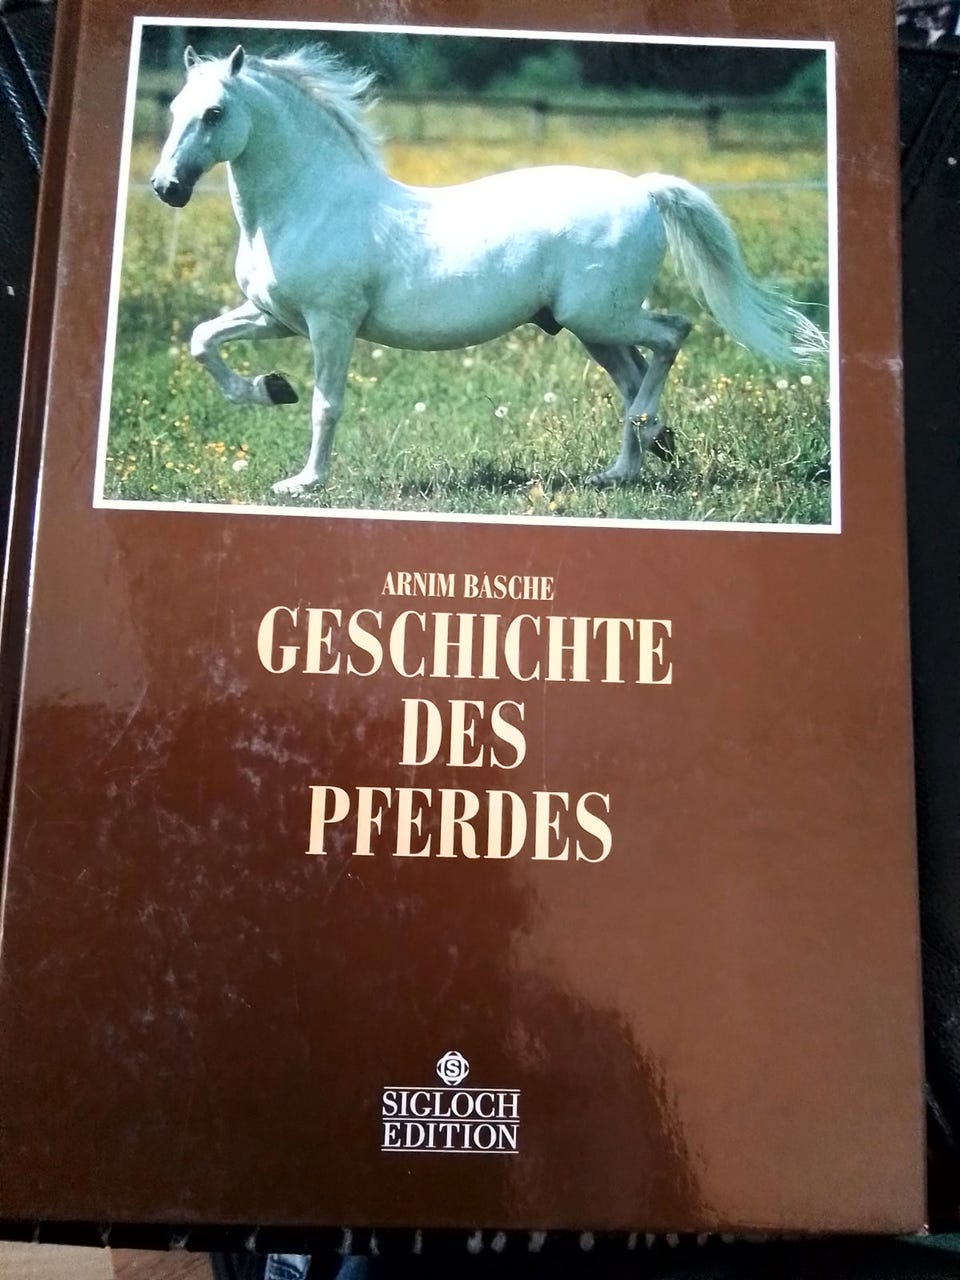 ARNIM BASCHE
GESCHICHTE
DES
PFERDES
S
SIGLOCH
EDITION